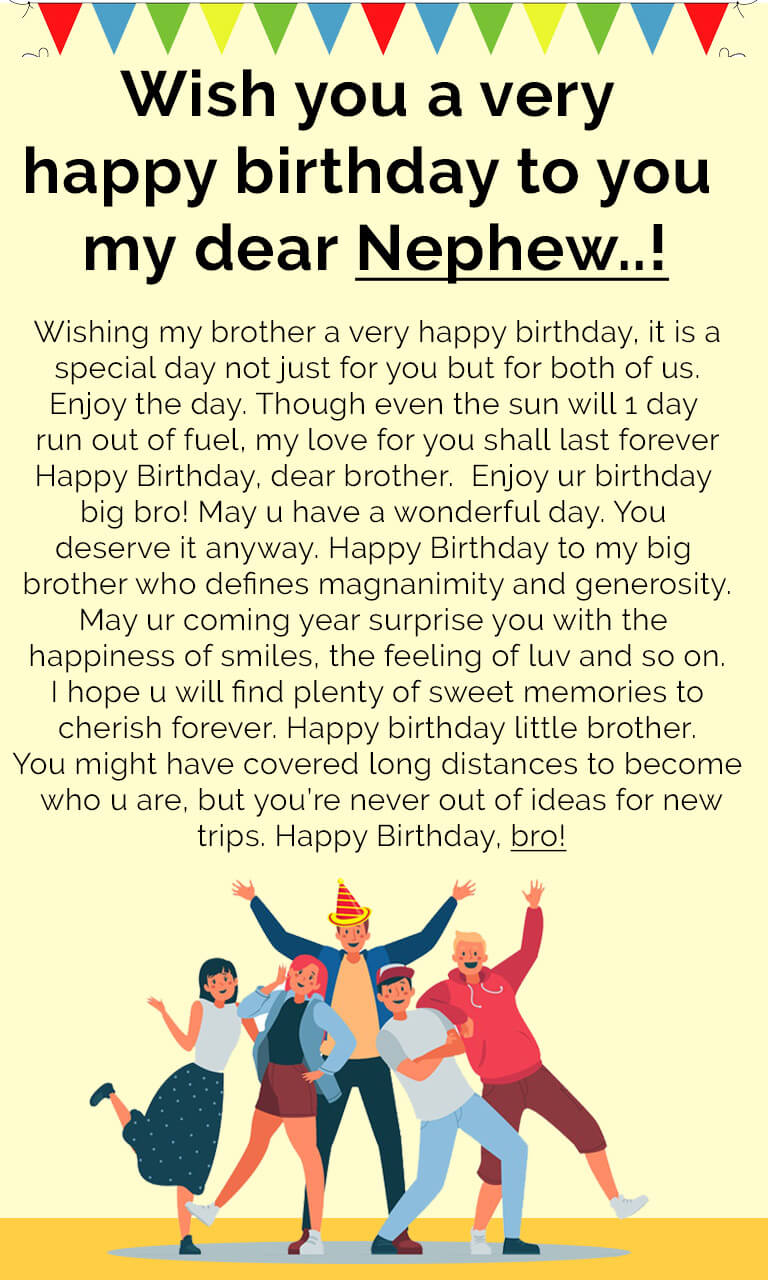 Wish you a very
happy birthday to you
my dear Nephew..!
Wishing my brother a very happy birthday, it is a
special day not just for you but for both of us.
Enjoy the day. Though even the sun will 1 day
run out of fuel, my love for you shall last forever
Happy Birthday, dear brother.  Enjoy ur birthday
big bro! May u have a wonderful day. You
deserve it anyway. Happy Birthday to my big
brother who defines magnanimity and generosity.
May ur coming year surprise you with the
happiness of smiles, the feeling of luv and so on.
I hope u will find plenty of sweet memories to
cherish forever. Happy birthday little brother.
You might have covered long distances to become
who u are, but you're never out of ideas for new
trips. Happy Birthday, bro!